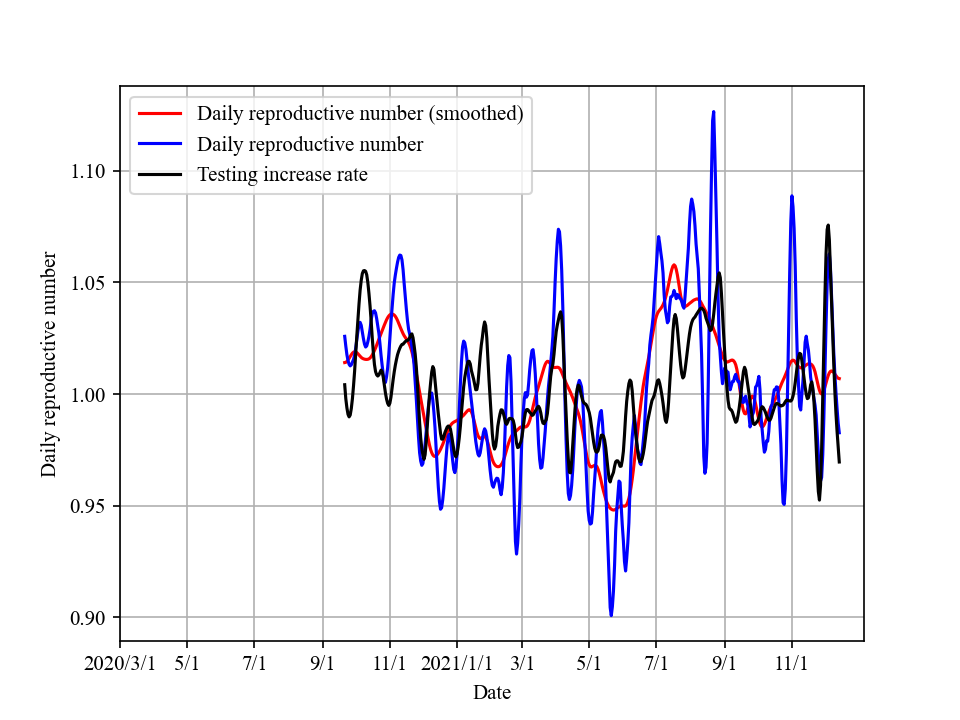 Daily reproductive number (smoothed)
Daily reproductive number
Testing increase rate
Daily reproductive number
1.10
1.05
1.00
0.95
0.90
2020/3/1 5/1 7/1 9/1 11/1 2021/1/1 3/1 5/1 7/1 9/1 11/1
Date